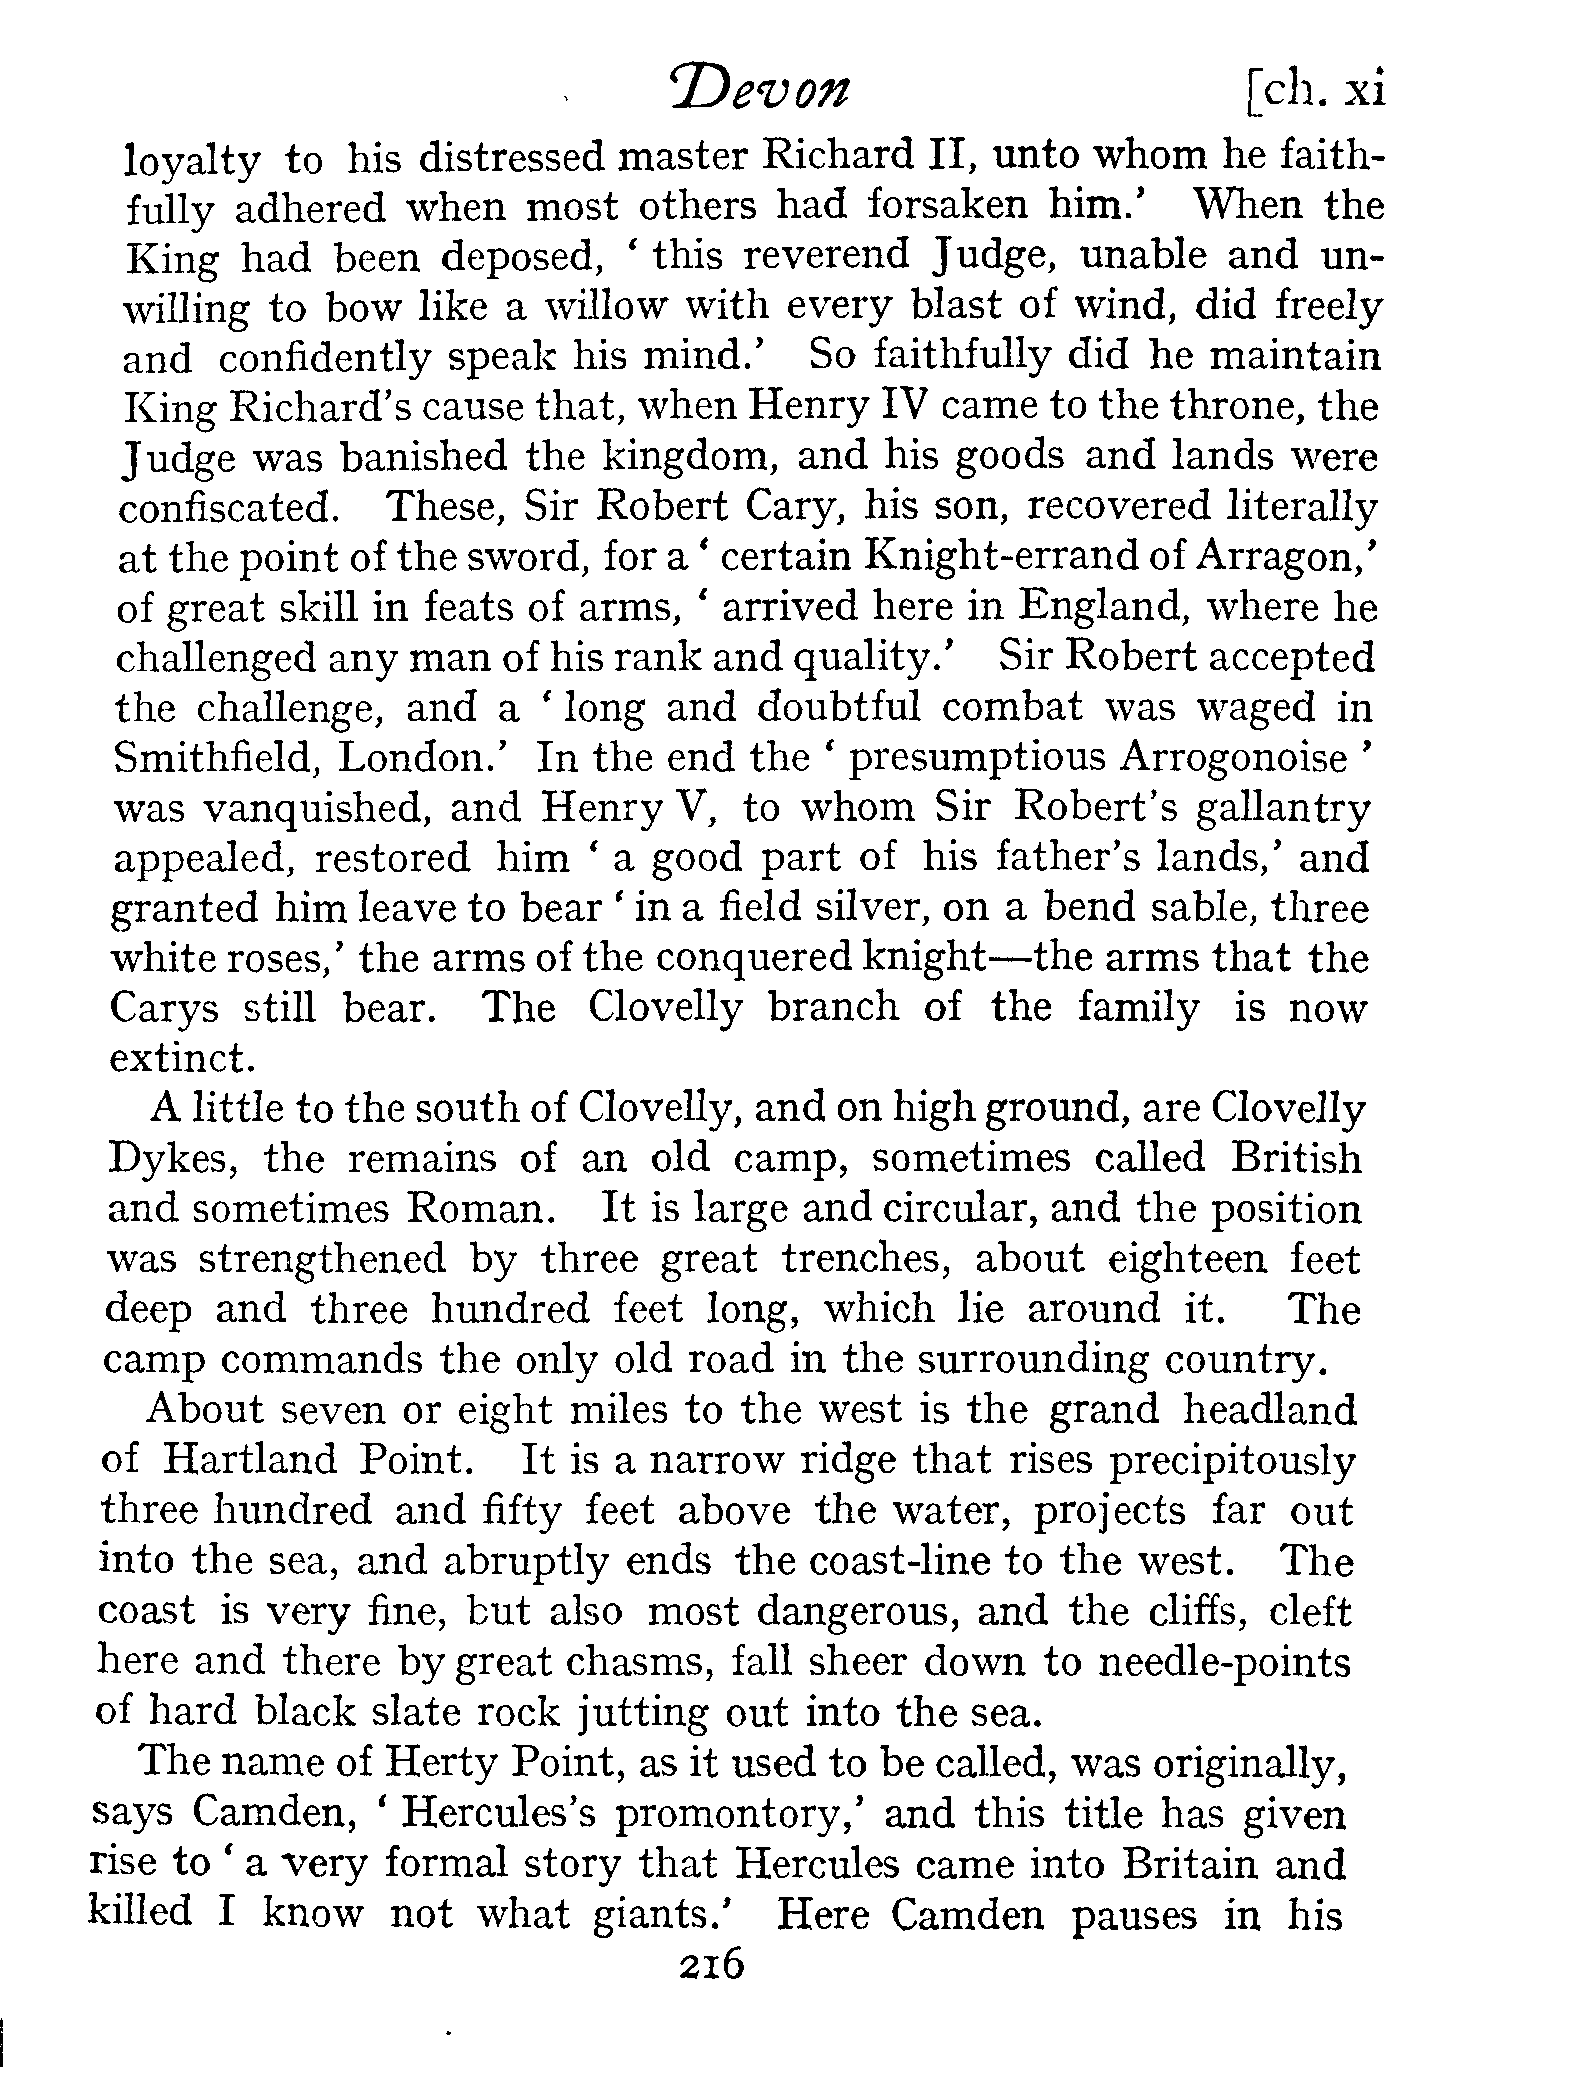 Devon [ch. xi
loyalty to his distressed master Richard II, unto whom he faith-
fully adhered when most others had forsaken him.’ When the
King had been deposed, ‘ this reverend Judge, unable and un-
willing to bow like a willow with every blast of wind, did freely
and confidently speak his mind.’ So faithfully did he maintain
King Richard’s cause that, when Henry IV came to the throne, the
Judge was banished the kingdom, and his goods and lands were
confiscated. These, Sir Robert Cary, his son, recovered literally
at the point of the sword, for a ‘ certain Knight-errand of Arragon,’
of great skill in feats of arms, ‘ arrived here in England, where he
challenged any man of his rank and quality.’ Sir Robert accepted
the challenge, and a ‘ long and doubtful combat was waged in
Smithfield, London.’ In the end the ‘ presumptious Arrogonoise ’
was vanquished, and Henry V, to whom Sir Robert’s gallantry
appealed, restored him ‘ a good part of his father’s lands,’ and
granted him leave to bear ‘ in a field silver, on a bend sable, three
white roses,’ the arms of the conquered knight—the arms that the
Carys still bear. The Clovelly branch of the family is now
extinct.
A little to the south of Clovelly, and on high ground, are Clovelly
Dykes, the remains of an old camp, sometimes called British
and sometimes Roman. It is large and circular, and the position
was strengthened by three great trenches, about eighteen feet
deep and three hundred feet long, which lie around it. The
camp commands the only old road in the surrounding country.
About seven or eight miles to the west is the grand headland
of Hartland Point. It is a narrow ridge that rises precipitously
three hundred and fifty feet above the water, projects far out
into the sea, and abruptly ends the coast-line to the west. The
coast is very fine, but also most dangerous, and the cliffs, cleft
here and there by great chasms, fall sheer down to needle-points
of hard black slate rock jutting out into the sea.
The name of Herty Point, as it used to be called, was originally,
says Camden, ‘ Hercules’s promontory,’ and this title has given
rise to ‘ a very formal story that Hercules came into Britain and
killed I know not what giants.’ Here Camden pauses in his
216